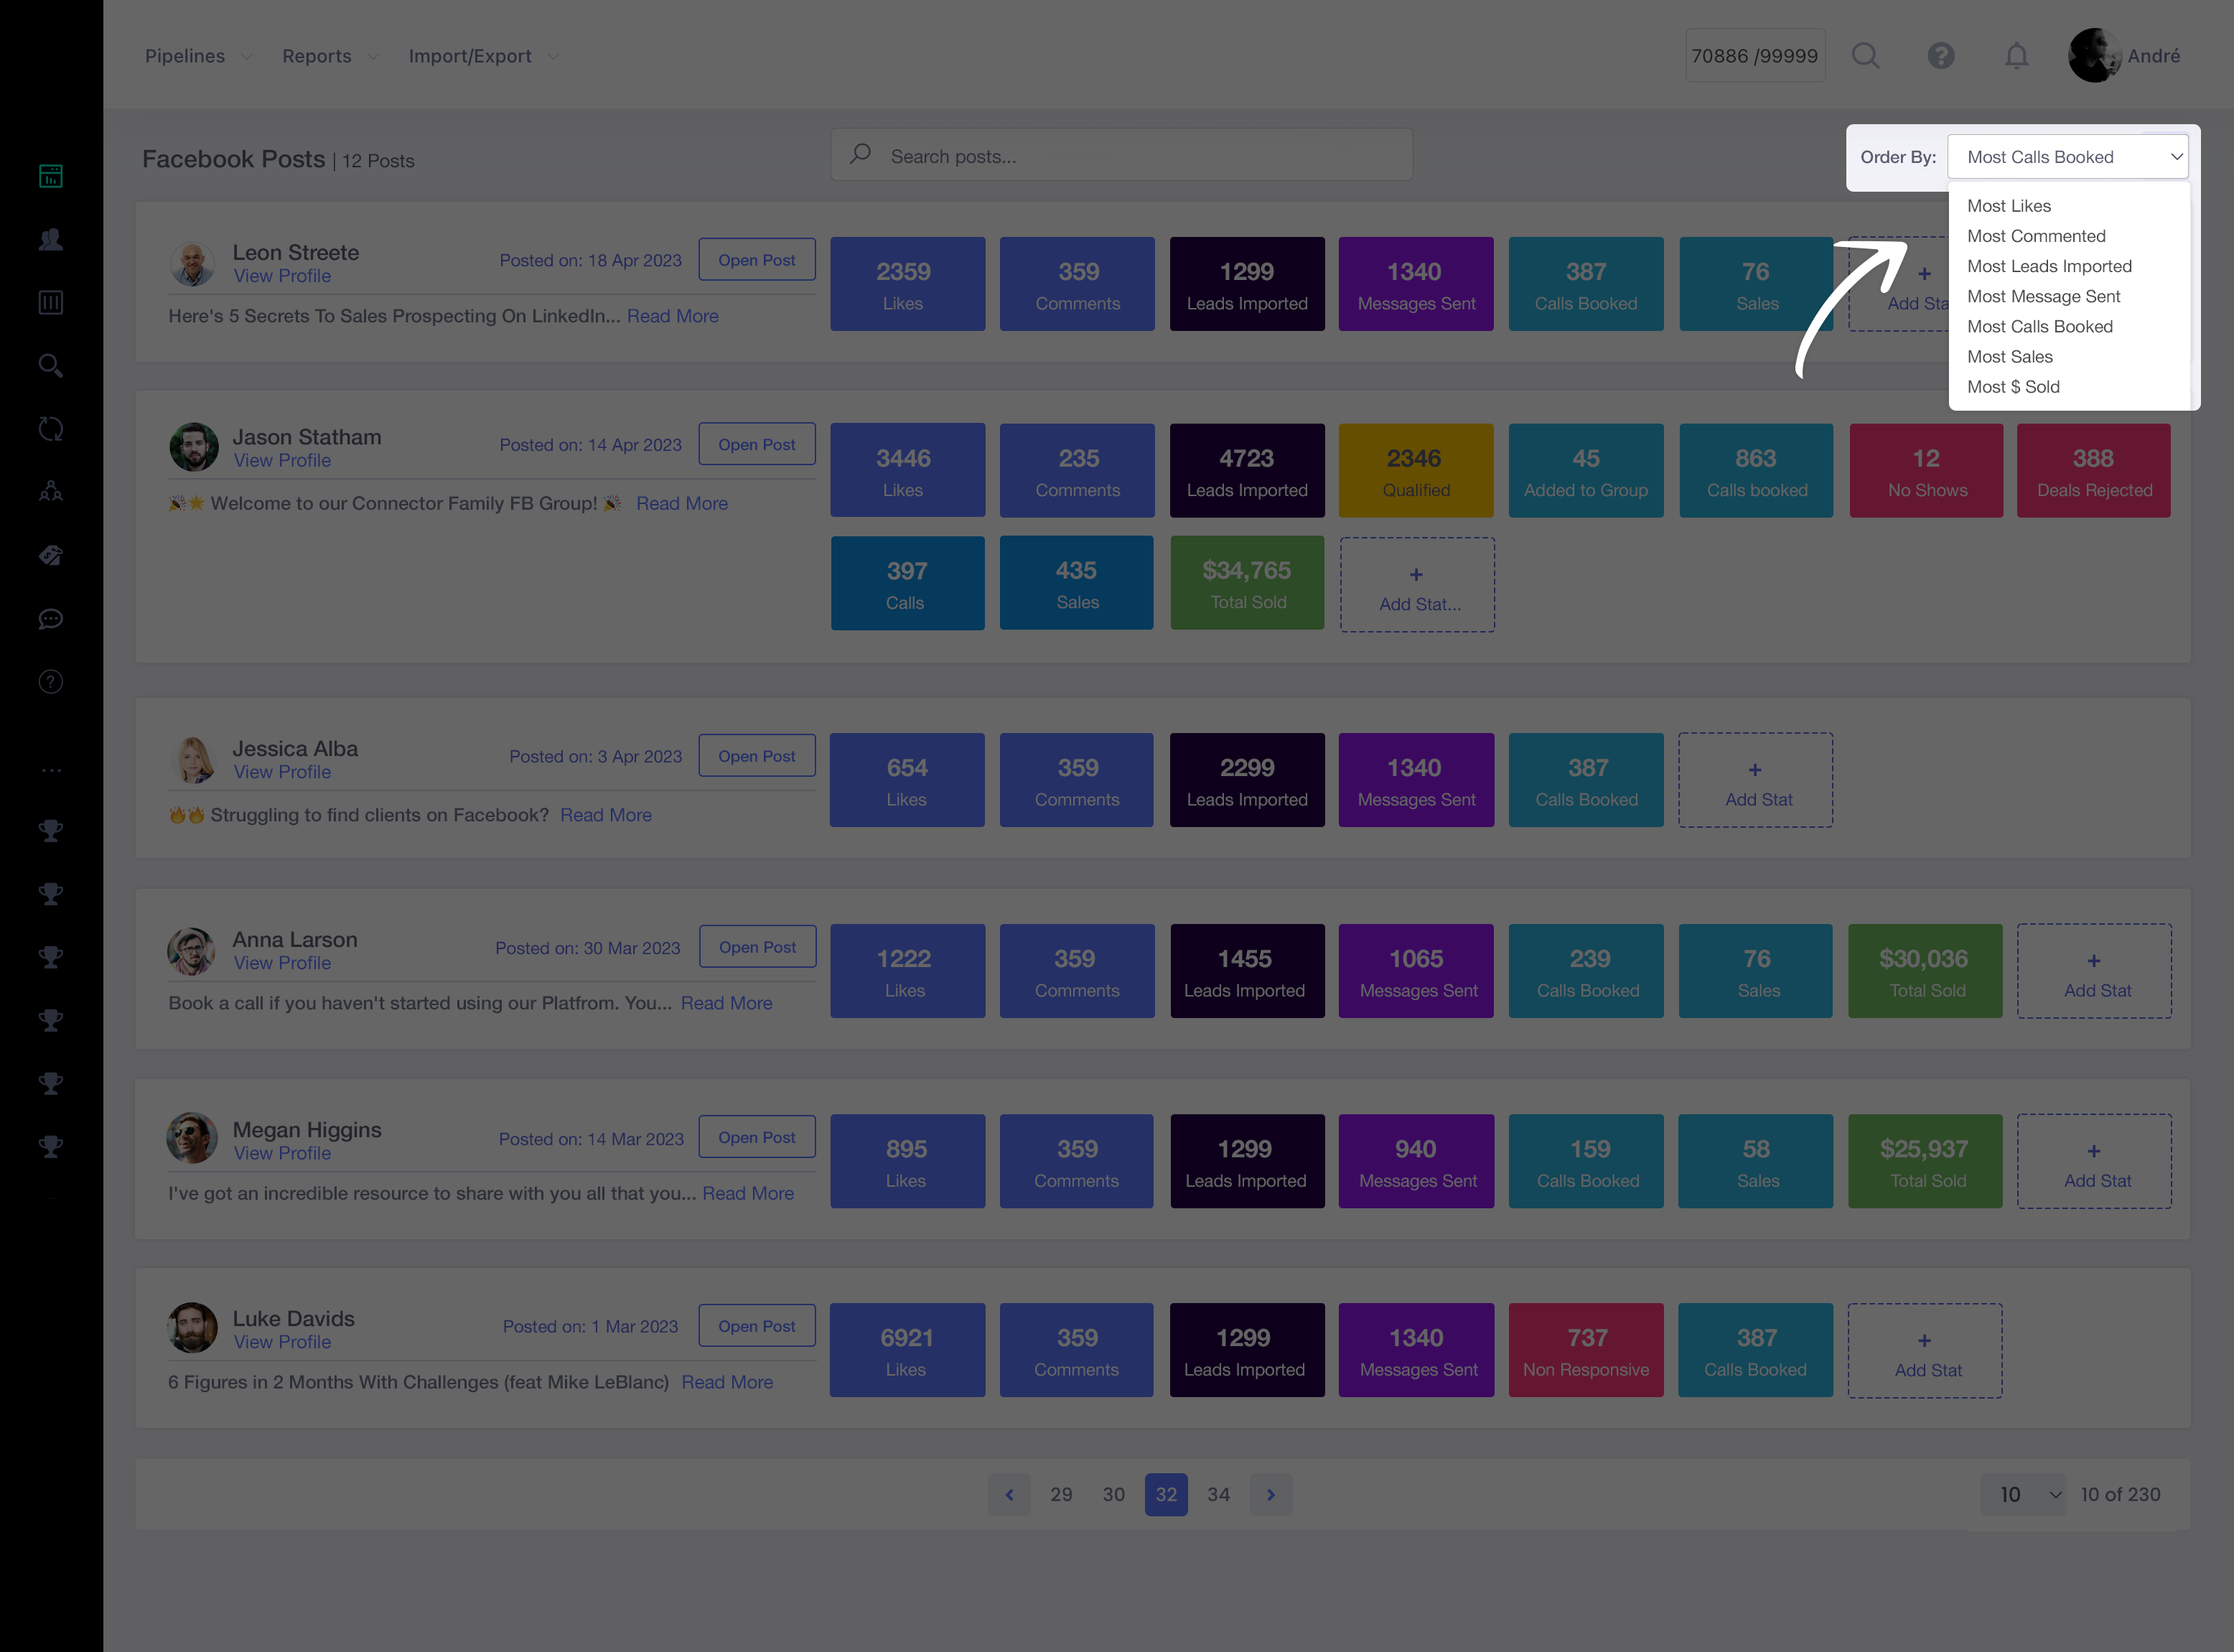 Pipelines Reports Import/Export 70886 /99999 André
Facebook Posts | 12 Posts
Search posts...
Order By: Most Calls Booked
Most Likes
Most Commented
Most Leads Imported
Most Message Sent
Most Calls Booked
Most Sales
Most $ Sold
Leon Streete
View Profile
Posted on: 18 Apr 2023
Open Post
Here's 5 Secrets To Sales Prospecting On LinkedIn... Read More
2359 359 1299 1340 387 76 +
Likes Comments Leads Imported Messages Sent Calls Booked Sales Add Sta
Jason Statham
View Profile
Posted on: 14 Apr 2023
Open Post
🎉🌟 Welcome to our Connector Family FB Group! 🎉 Read More
3446 235 4723 2346 45 863 12 388
Likes Comments Leads Imported Qualified Added to Group Calls booked No Shows Deals Rejected
397 435 $34,765 +
Calls Sales Total Sold Add Stat...
Jessica Alba
View Profile
Posted on: 3 Apr 2023
Open Post
🔥🔥 Struggling to find clients on Facebook? Read More
654 359 2299 1340 387 +
Likes Comments Leads Imported Messages Sent Calls Booked Add Stat
Anna Larson
View Profile
Posted on: 30 Mar 2023
Open Post
Book a call if you haven't started using our Platfrom. You... Read More
1222 359 1455 1065 239 76 $30,036 +
Likes Comments Leads Imported Messages Sent Calls Booked Sales Total Sold Add Stat
Megan Higgins
View Profile
Posted on: 14 Mar 2023
Open Post
I've got an incredible resource to share with you all that you... Read More
895 359 1299 940 159 58 $25,937 +
Likes Comments Leads Imported Messages Sent Calls Booked Sales Total Sold Add Stat
Luke Davids
View Profile
Posted on: 1 Mar 2023
Open Post
6 Figures in 2 Months With Challenges (feat Mike LeBlanc) Read More
6921 359 1299 1340 737 387 +
Likes Comments Leads Imported Messages Sent Non Responsive Calls Booked Add Stat
29 30 32 34
10 10 of 230